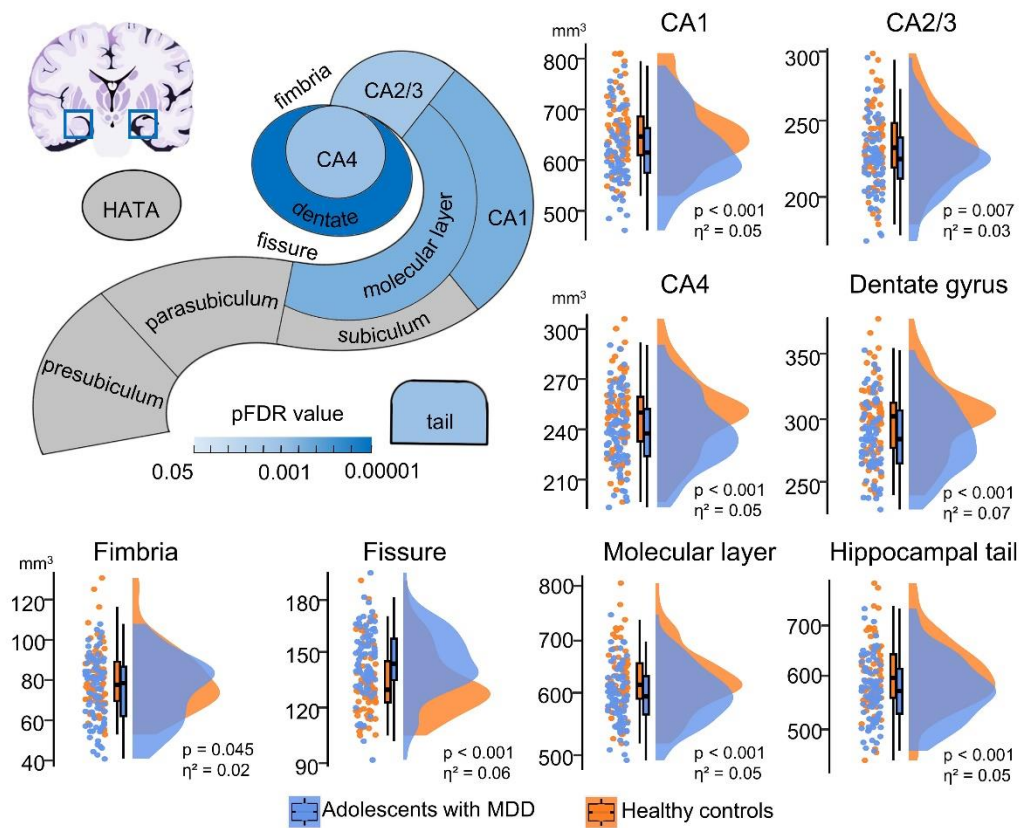 fimbria
CA2/3
CA4
dentate
HATA
fissure
molecular layer
CA1
parasubiculum
subiculum
presubiculum
tail
pFDR value
0.05
0.001
0.00001
CA1
mm³
800
700
600
500
p < 0.001
η² = 0.05
CA2/3
300
250
200
p = 0.007
η² = 0.03
CA4
mm³
300
270
240
210
p < 0.001
η² = 0.05
Dentate gyrus
350
300
250
p < 0.001
η² = 0.07
Fimbria
mm³
120
100
80
60
40
p = 0.045
η² = 0.02
Fissure
180
150
120
90
p < 0.001
η² = 0.06
Molecular layer
800
700
600
500
p < 0.001
η² = 0.05
Hippocampal tail
700
600
500
p < 0.001
η² = 0.05
Adolescents with MDD
Healthy controls